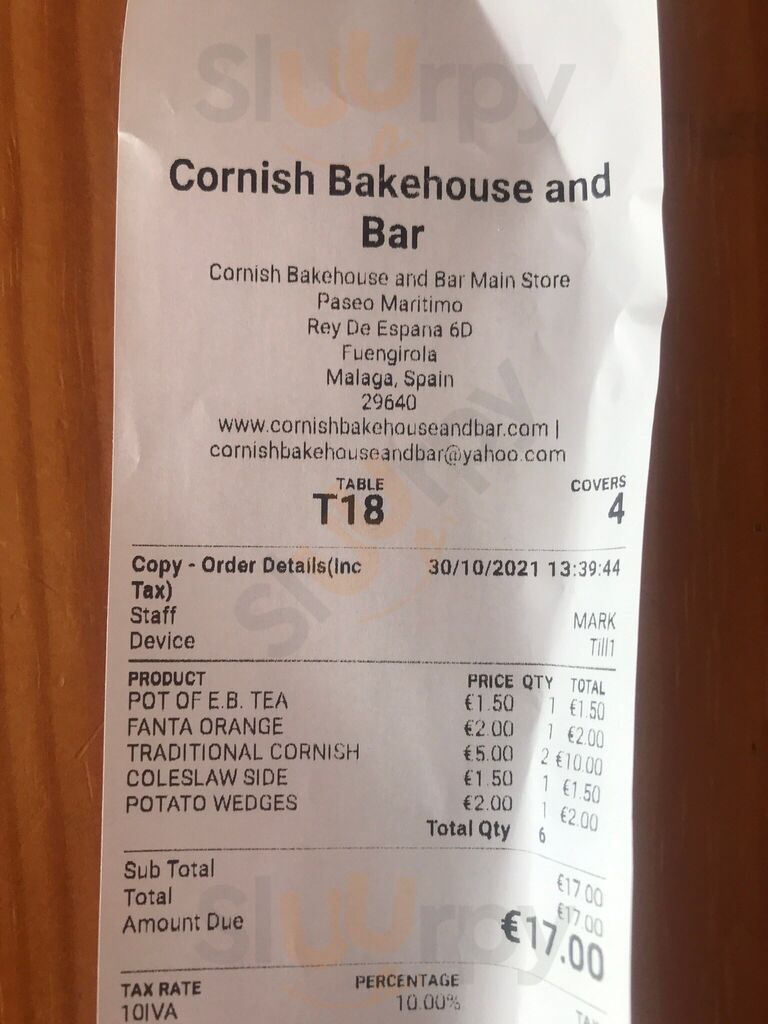 Sluurpy
Cornish Bakehouse and
Bar
Cornish Bakehouse and Bar Main Store
Paseo Maritimo
Rey De Espana 6D
Fuengirola
Malaga, Spain
29640
www.cornishbakehouseandbar.com |
cornishbakehouseandbar@yahoo.com
TABLE COVERS
T18 4
Sluurpy
Copy - Order Details(Inc 30/10/2021 13:39:44
Tax)
Staff MARK
Device Till1
PRODUCT PRICE QTY TOTAL
POT OF E.B. TEA €1.50 1 €1.50
FANTA ORANGE €2.00 1 €2.00
TRADITIONAL CORNISH €5.00 2 €10.00
COLESLAW SIDE €1.50 1 €1.50
POTATO WEDGES €2.00 1 €2.00
Total Qty 6
Sub Total €17.00
Total €17.00
Amount Due €17.00
Sluurpy
TAX RATE PERCENTAGE
10IVA 10.00%